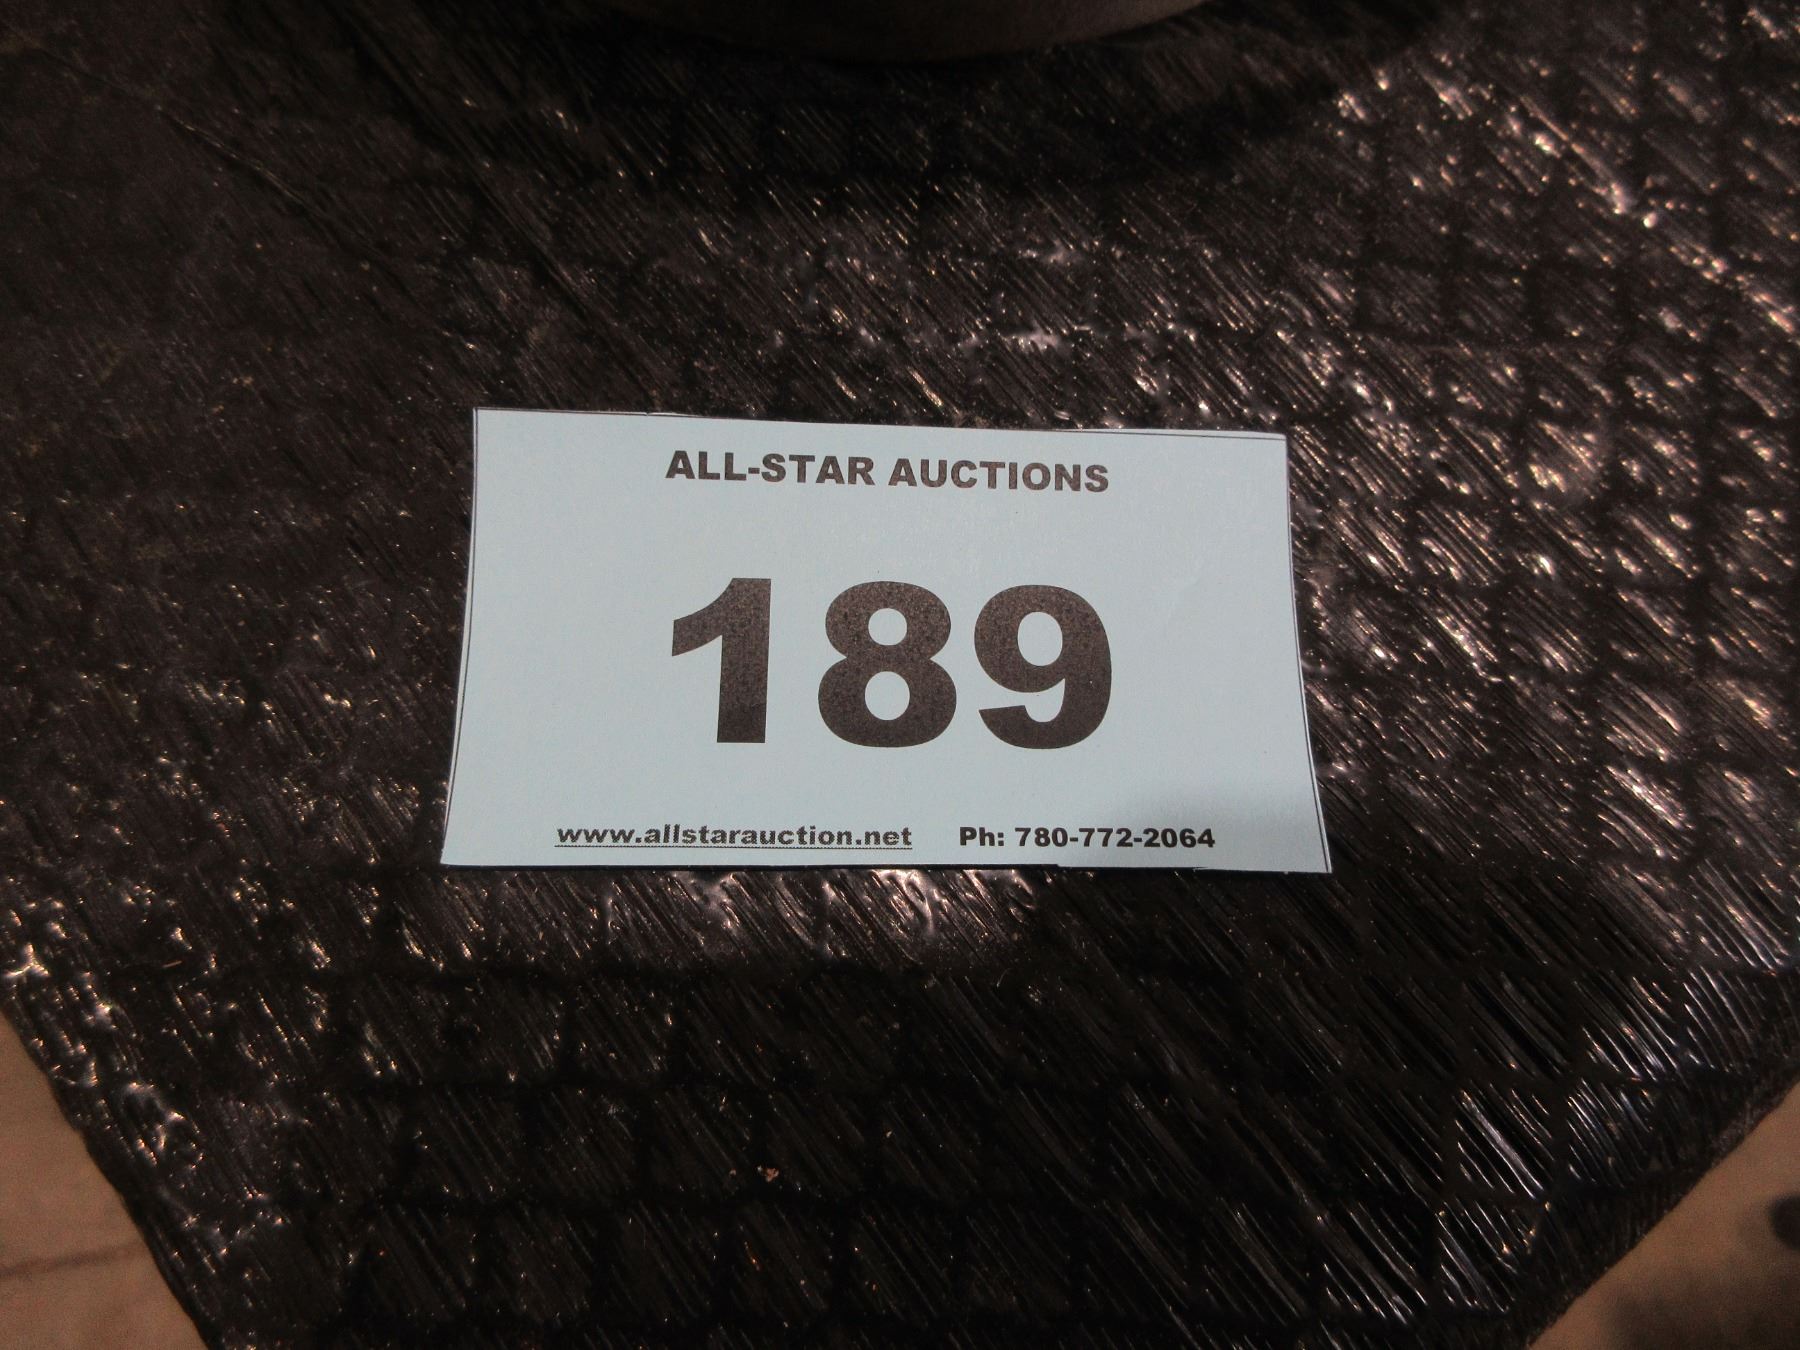 ALL-STAR AUCTIONS
189
www.allstarauction.net Ph: 780-772-2064